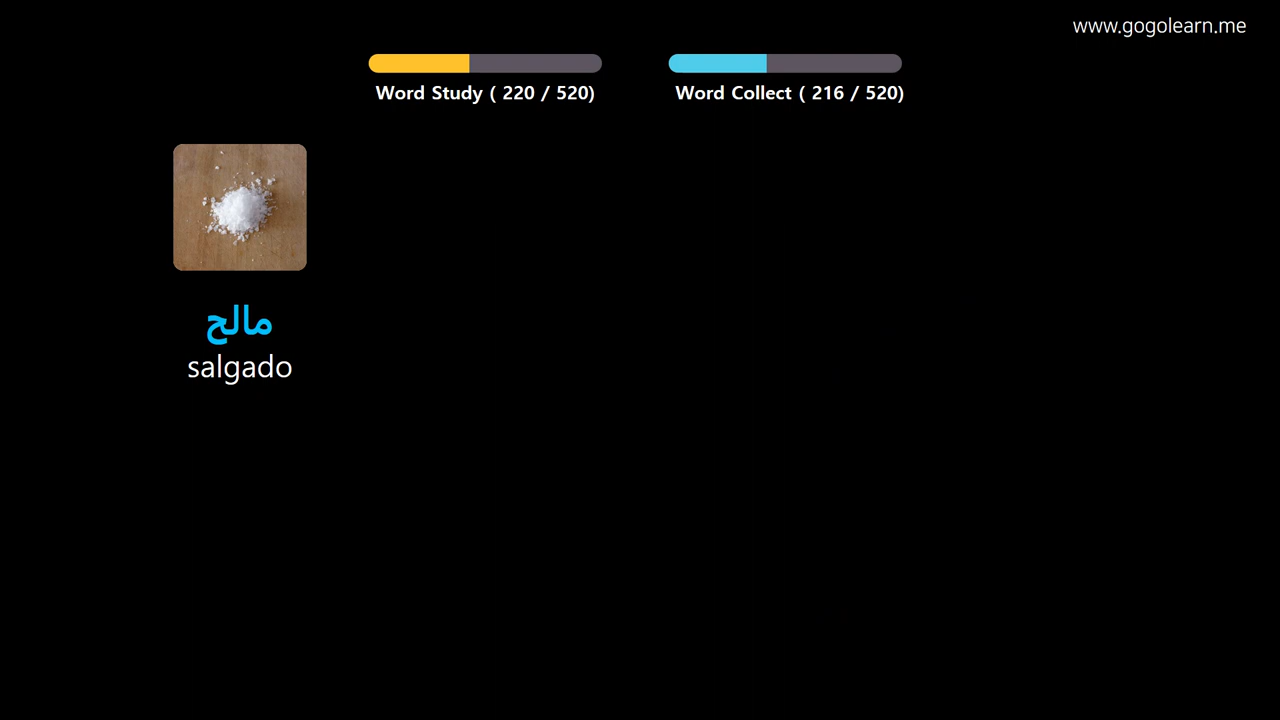 www.gogolearn.me
Word Study ( 220 / 520)
Word Collect ( 216 / 520)
مالح
salgado